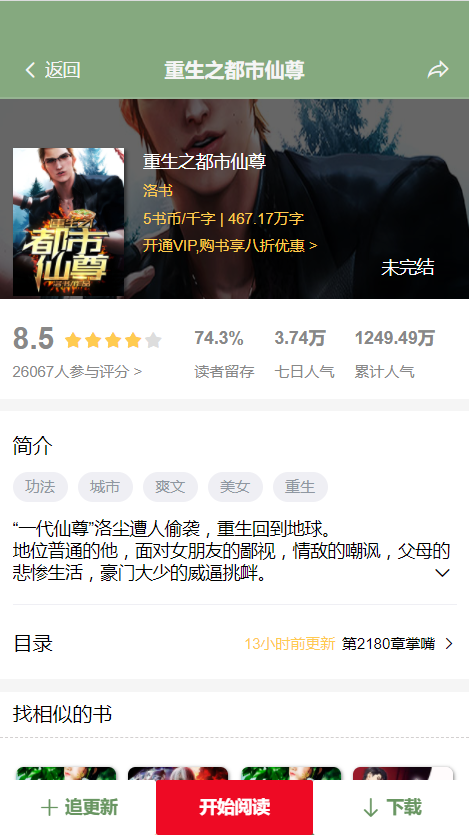 返回
重生之都市仙尊
重生之
都市
仙尊
重生之都市仙尊
洛书
5书币/千字 | 467.17万字
开通VIP,购书享八折优惠 >
未完结
8.5
74.3%
3.74万
1249.49万
26067人参与评分 >
读者留存
七日人气
累计人气
简介
功法
城市
爽文
美女
重生
“一代仙尊”洛尘遭人偷袭，重生回到地球。
地位普通的他，面对女朋友的鄙视，情敌的嘲讽，父母的
悲惨生活，豪门大少的威逼挑衅。
目录
13小时前更新 第2180章掌嘴
找相似的书
追更新
开始阅读
下载